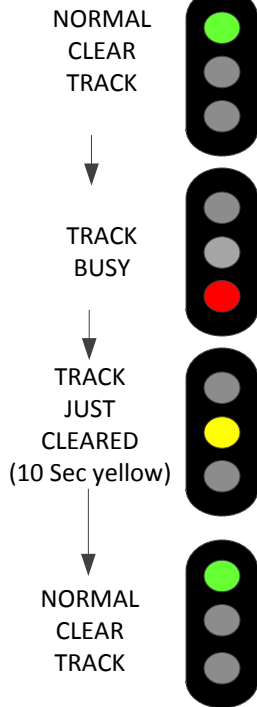 NORMAL
CLEAR
TRACK
TRACK
BUSY
TRACK
JUST
CLEARED
(10 Sec yellow)
NORMAL
CLEAR
TRACK